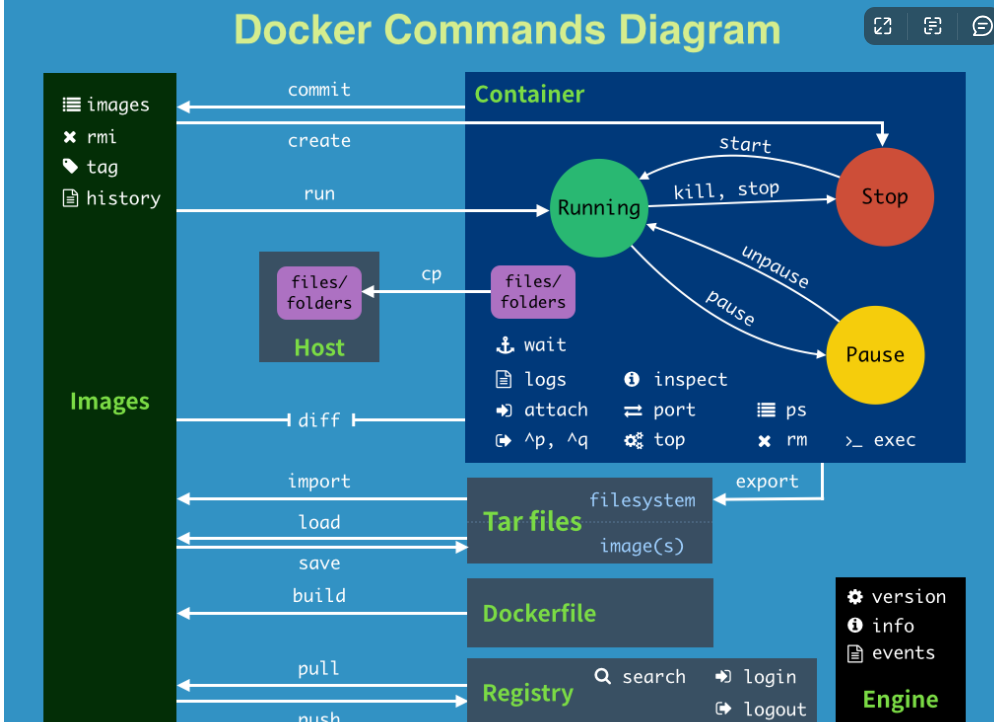 Docker Commands Diagram
images
rmi
tag
history
Images
commit
create
run
Container
start
kill, stop
Running
Stop
unpause
pause
Pause
files/
folders
Host
cp
files/
folders
wait
logs
inspect
attach
port
ps
^p, ^q
top
rm
>_ exec
diff
import
load
save
Tar files
filesystem
image(s)
export
build
Dockerfile
pull
push
Registry
search
login
logout
version
info
events
Engine